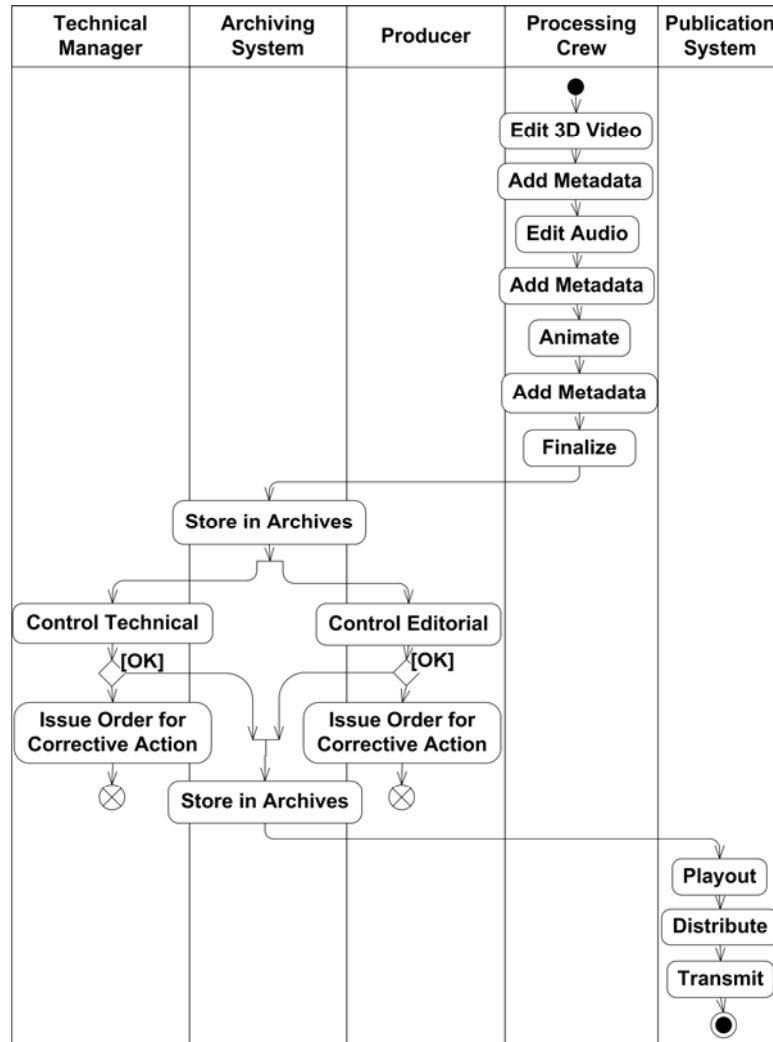 Technical
Manager
Archiving
System
Producer
Processing
Crew
Publication
System
Edit 3D Video
Add Metadata
Edit Audio
Add Metadata
Animate
Add Metadata
Finalize
Store in Archives
Control Technical
Control Editorial
[OK]
[OK]
Issue Order for
Corrective Action
Issue Order for
Corrective Action
Store in Archives
Playout
Distribute
Transmit